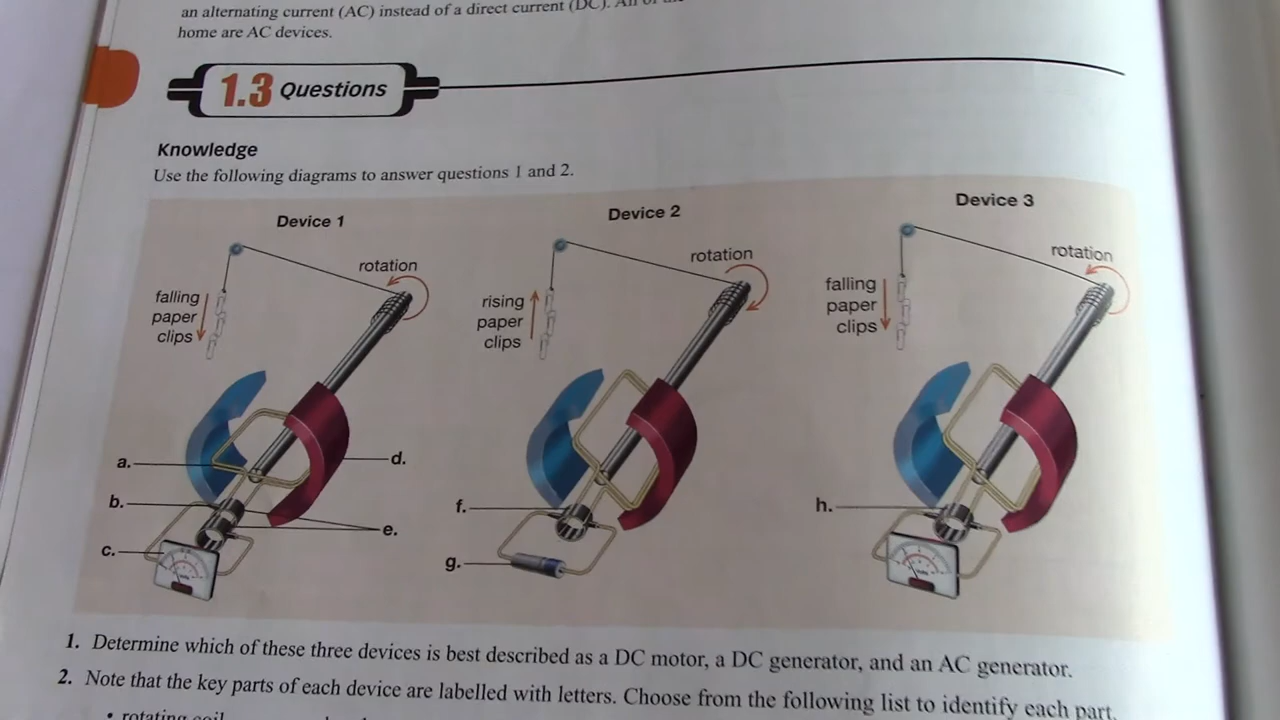 an alternating current (AC) instead of a direct current (DC). All of
home are AC devices.
1.3 Questions
Knowledge
Use the following diagrams to answer questions 1 and 2.
Device 1
Device 2
Device 3
rotation
rotation
rotation
falling
paper
clips
rising
paper
clips
falling
paper
clips
a.
b.
c.
d.
e.
f.
g.
h.
1. Determine which of these three devices is best described as a DC motor, a DC generator, and an AC generator.
2. Note that the key parts of each device are labelled with letters. Choose from the following list to identify each part.
• rotating coil